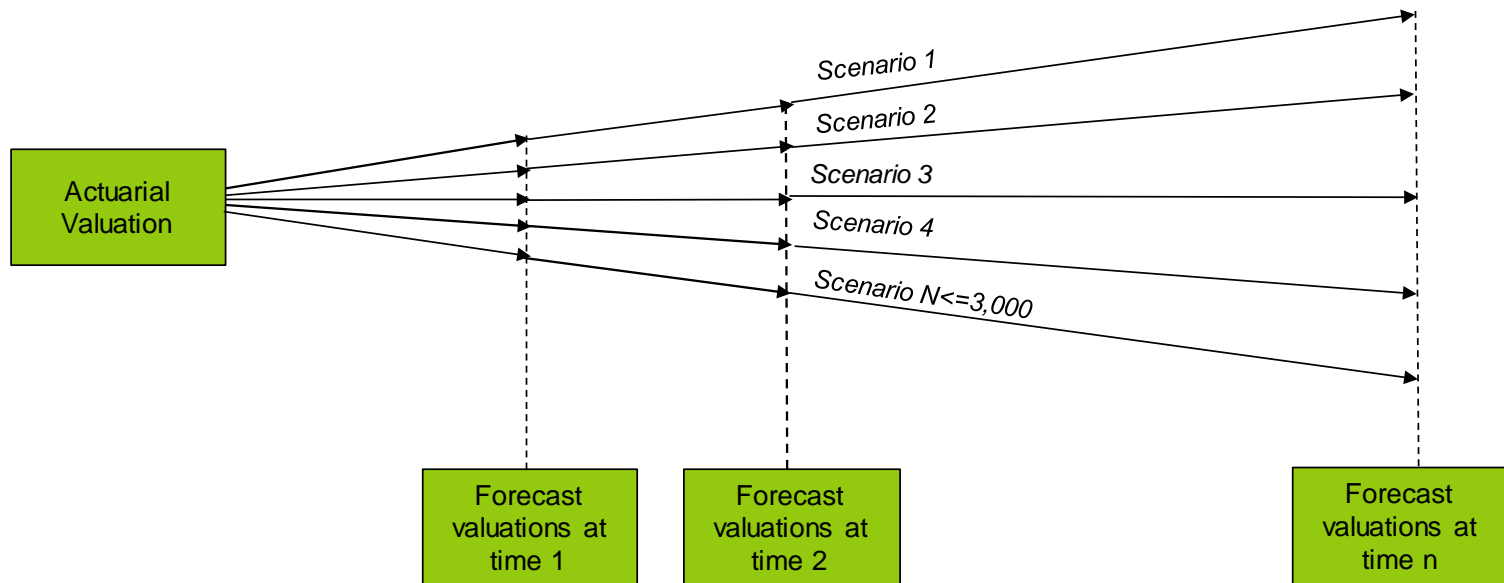 Scenario 1
Scenario 2
Actuarial
Valuation
Scenario 3
Scenario 4
Scenario N<=3,000
Forecast
valuations at
time 1
Forecast
valuations at
time 2
Forecast
valuations at
time n